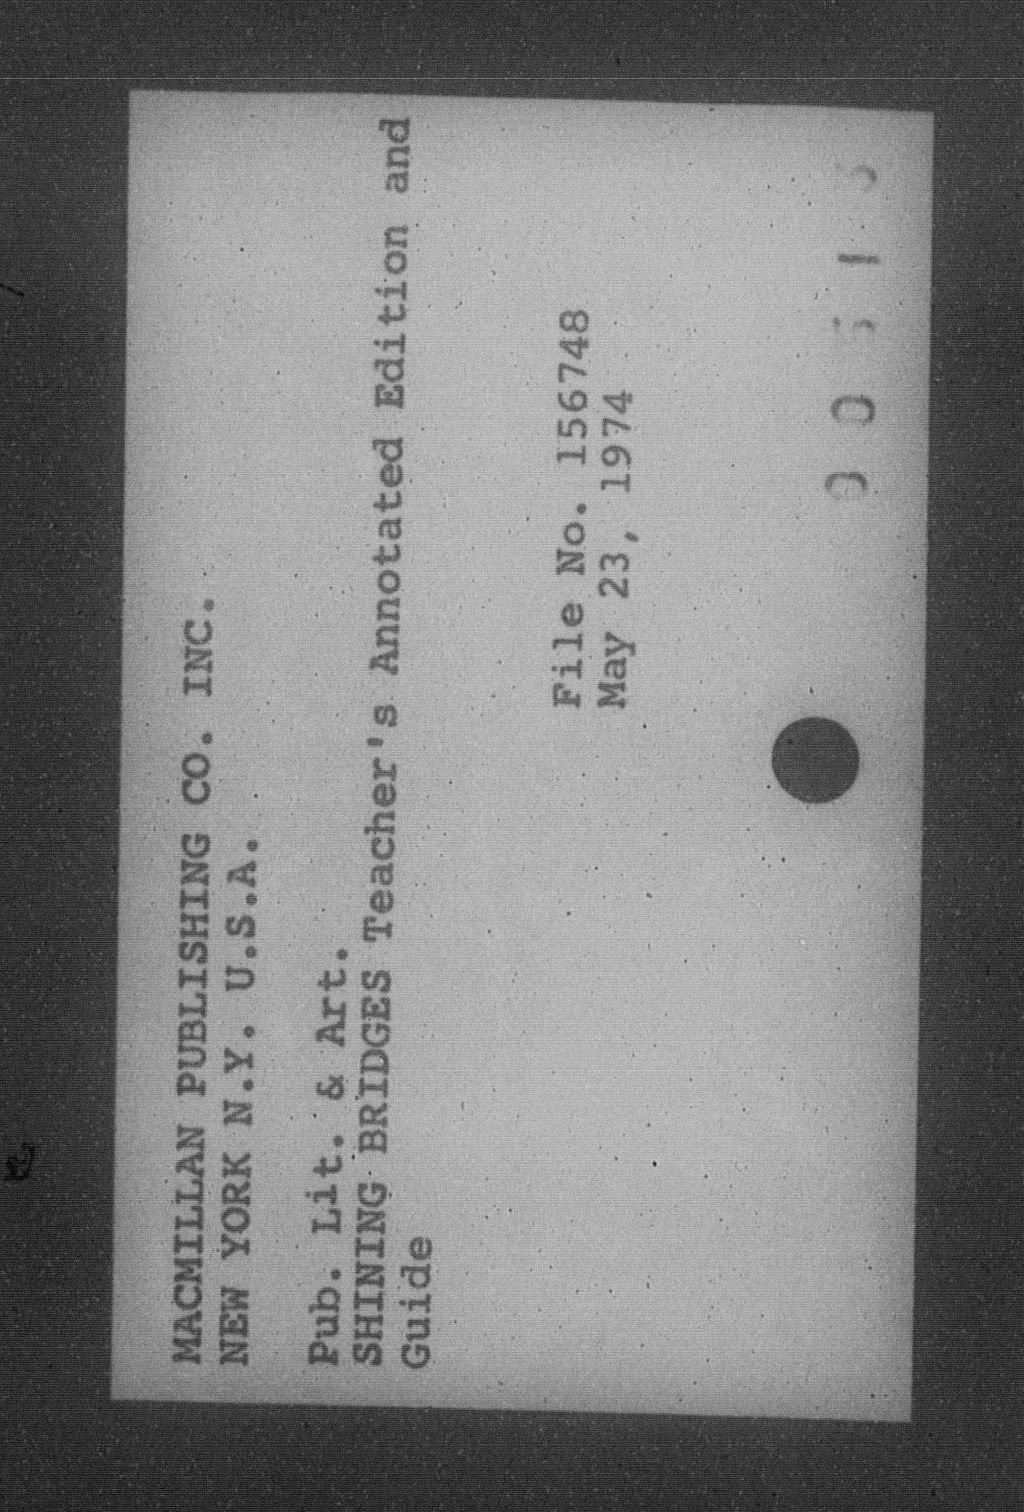 MACMILLAN PUBLISHING CO. INC.
NEW YORK N.Y. U.S.A.
Pub. Lit. & Art.
SHINING BRIDGES Teacher's Annotated Edition and
Guide
File No. 156748
May 23, 1974